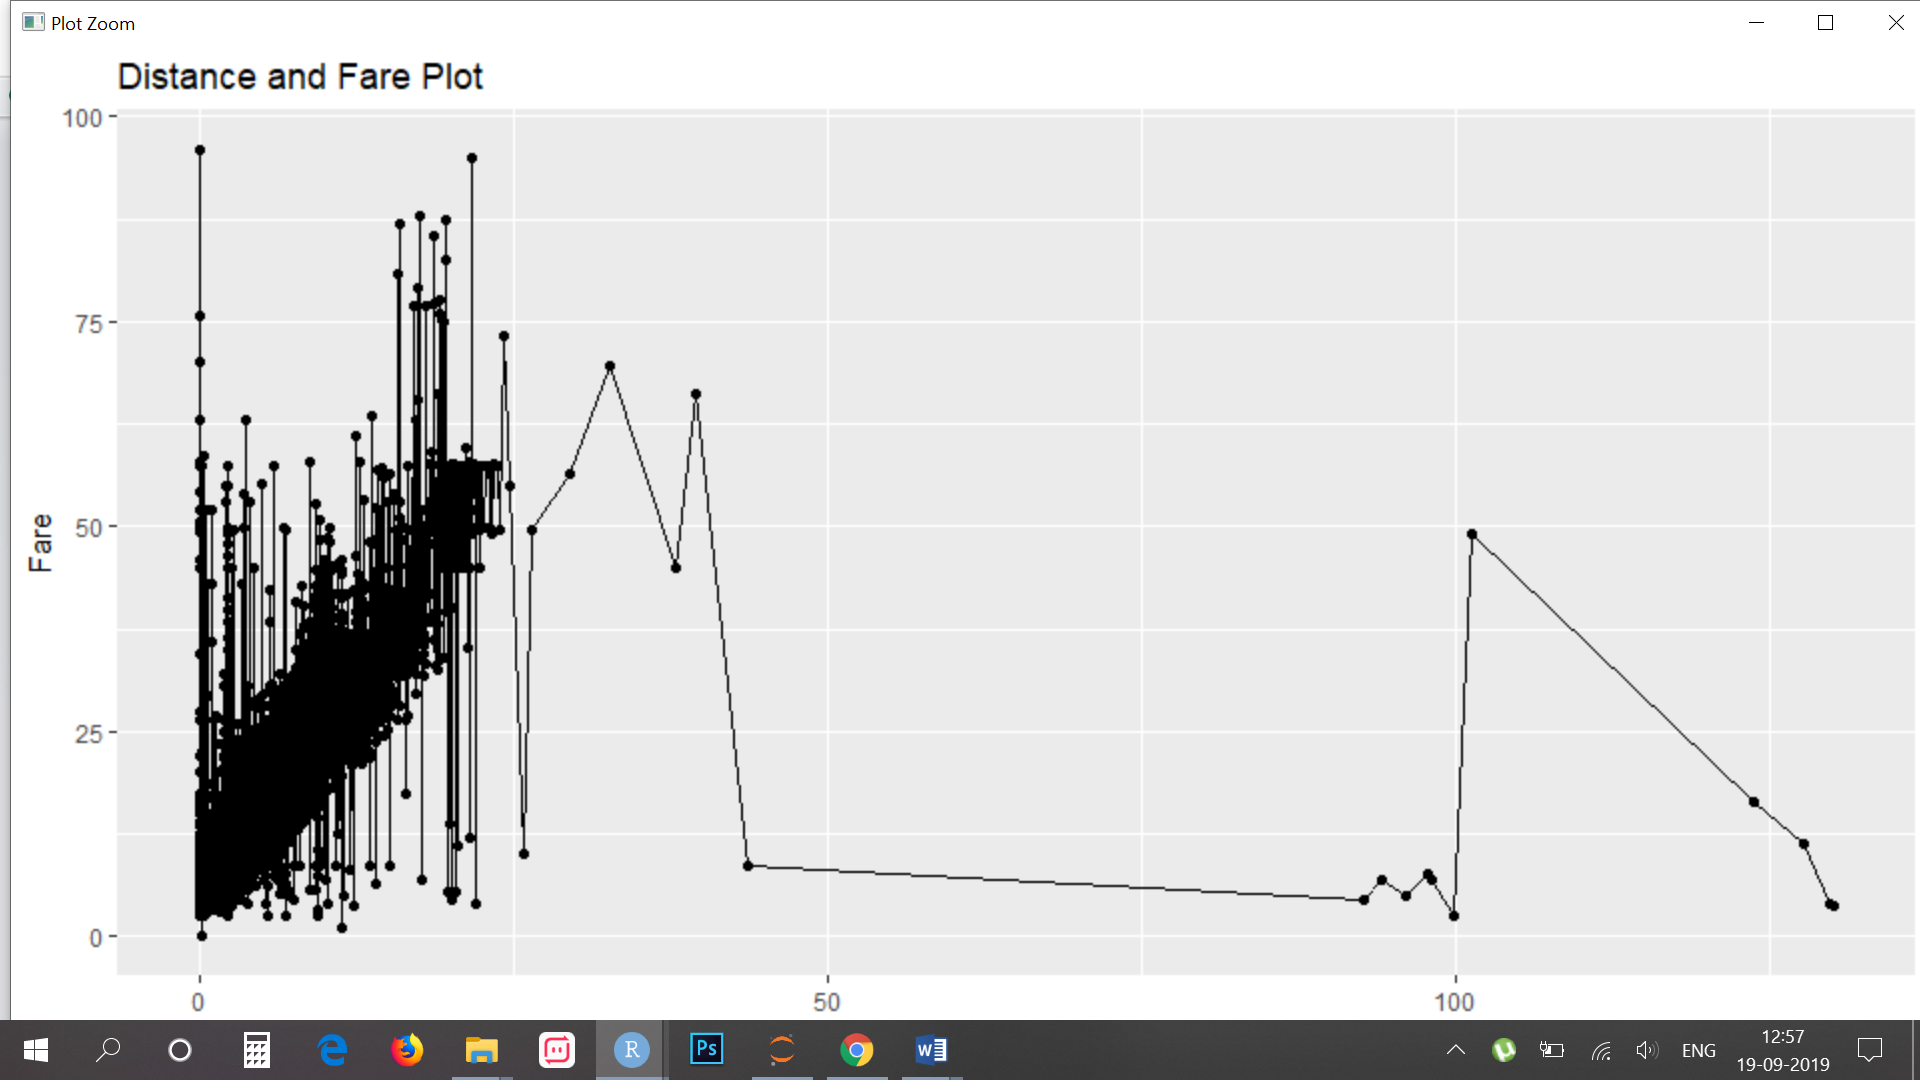 Plot Zoom
Distance and Fare Plot
100
75
50
25
0
Fare
0
50
100
R
Ps
W
μ
ENG
12:57
19-09-2019